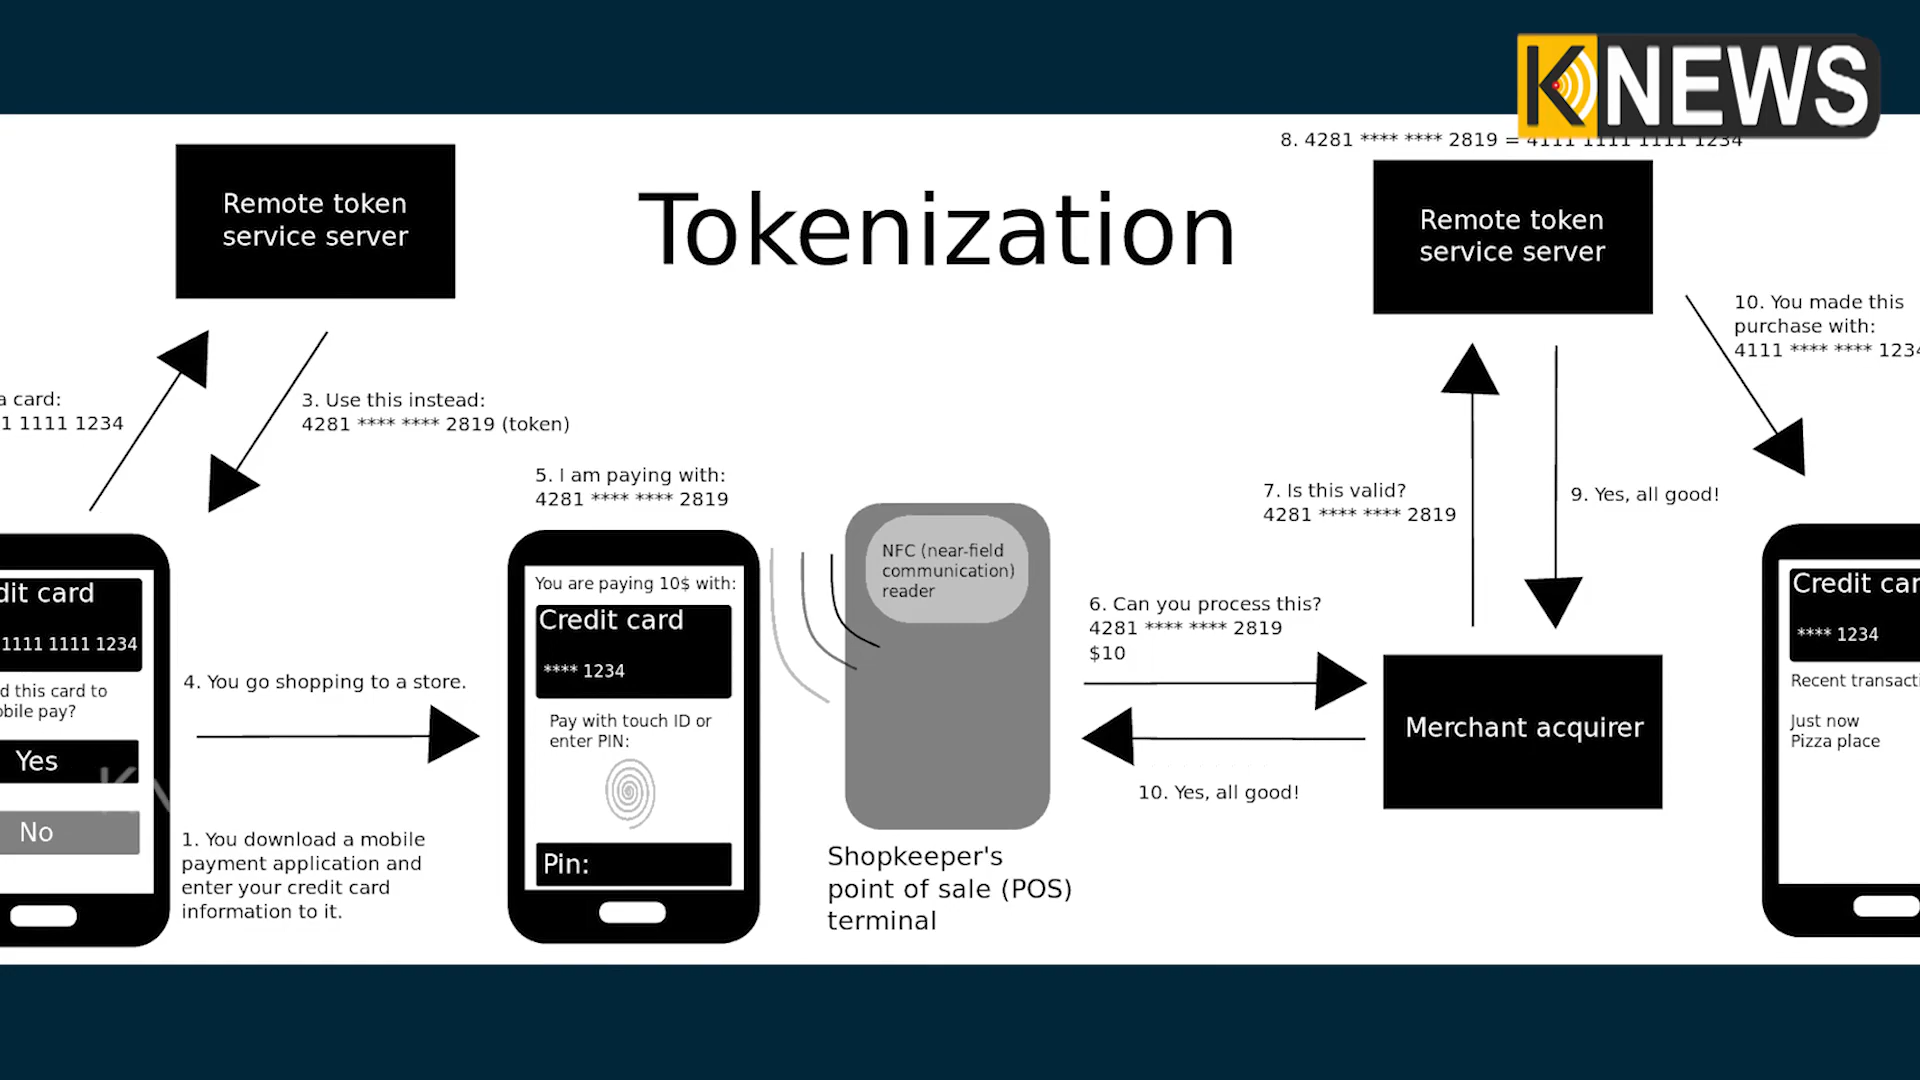 KNEWS
8. 4281 **** **** 2819 = 4111 1111 1111 1234
Remote token
service server
Tokenization
Remote token
service server
10. You made this
purchase with:
4111 **** **** 123
a card:
1 1111 1234
3. Use this instead:
4281 **** **** 2819 (token)
5. I am paying with:
4281 **** **** 2819
7. Is this valid?
4281 **** **** 2819
9. Yes, all good!
dit card
1111 1111 1234
d this card to
obile pay?
Yes
No
4. You go shopping to a store.
1. You download a mobile
payment application and
enter your credit card
information to it.
You are paying 10$ with:
Credit card
**** 1234
Pay with touch ID or
enter PIN:
Pin:
NFC (near-field
communication)
reader
Shopkeeper's
point of sale (POS)
terminal
6. Can you process this?
4281 **** **** 2819
$10
10. Yes, all good!
Merchant acquirer
Credit car
**** 1234
Recent transacti
Just now
Pizza place